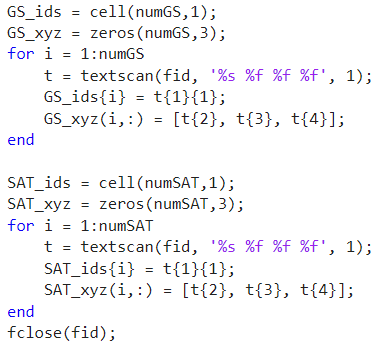 GS_ids = cell(numGS,1);
GS_xyz = zeros(numGS,3);
for i = 1:numGS
    t = textscan(fid, '%s %f %f %f', 1);
    GS_ids{i} = t{1}{1};
    GS_xyz(i,:) = [t{2}, t{3}, t{4}];
end

SAT_ids = cell(numSAT,1);
SAT_xyz = zeros(numSAT,3);
for i = 1:numSAT
    t = textscan(fid, '%s %f %f %f', 1);
    SAT_ids{i} = t{1}{1};
    SAT_xyz(i,:) = [t{2}, t{3}, t{4}];
end
fclose(fid);